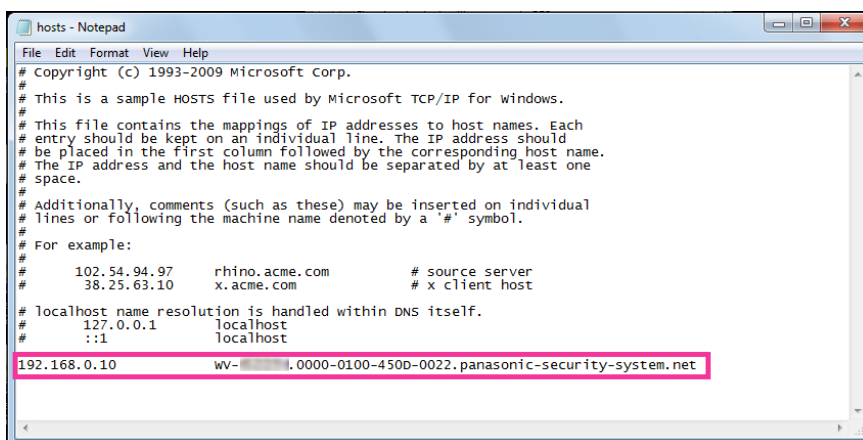 hosts - Notepad
File Edit Format View Help
# Copyright (c) 1993-2009 Microsoft Corp.
#
# This is a sample HOSTS file used by Microsoft TCP/IP for Windows.
#
# This file contains the mappings of IP addresses to host names. Each
# entry should be kept on an individual line. The IP address should
# be placed in the first column followed by the corresponding host name.
# The IP address and the host name should be separated by at least one
# space.
#
# Additionally, comments (such as these) may be inserted on individual
# lines or following the machine name denoted by a '#' symbol.
#
# For example:
#
#      102.54.94.97     rhino.acme.com          # source server
#       38.25.63.10     x.acme.com              # x client host

# localhost name resolution is handled within DNS itself.
#       127.0.0.1       localhost
#       ::1             localhost

192.168.0.10            WV- .0000-0100-450D-0022.panasonic-security-system.net